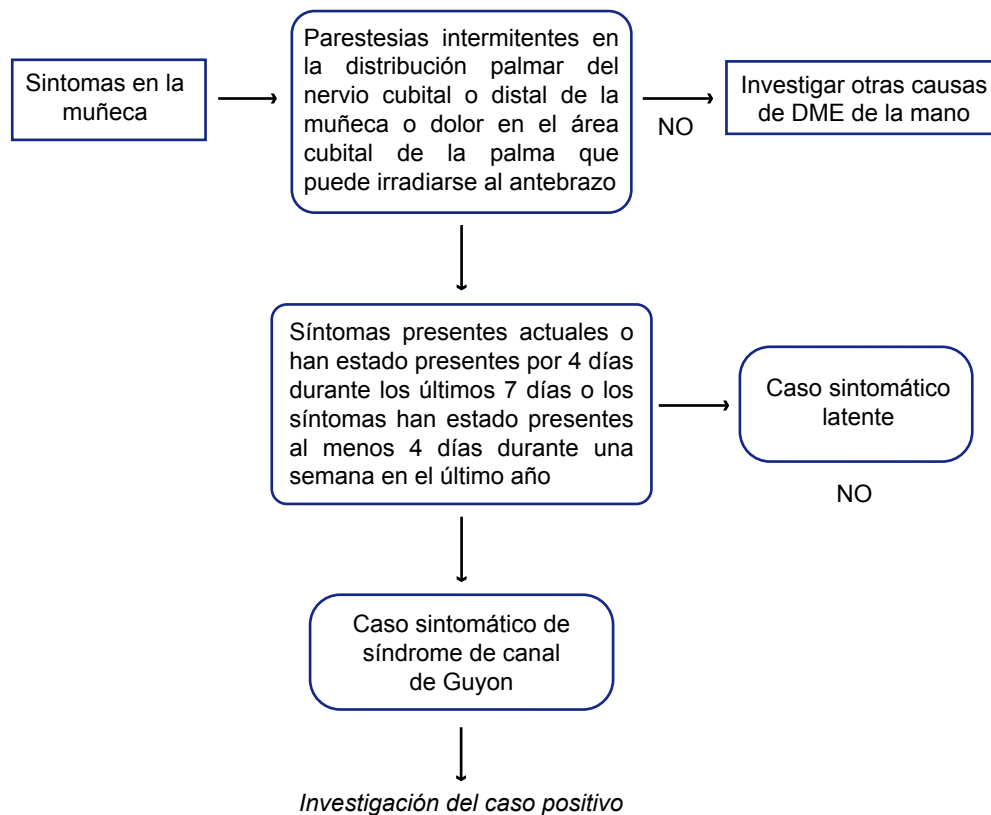 Sintomas en la
muñeca
Parestesias intermitentes en
la distribución palmar del
nervio cubital o distal de la
muñeca o dolor en el área
cubital de la palma que
puede irradiarse al antebrazo
NO
Investigar otras causas
de DME de la mano
Síntomas presentes actuales o
han estado presentes por 4 días
durante los últimos 7 días o los
síntomas han estado presentes
al menos 4 días durante una
semana en el último año
Caso sintomático
latente
NO
Caso sintomático de
síndrome de canal
de Guyon
Investigación del caso positivo